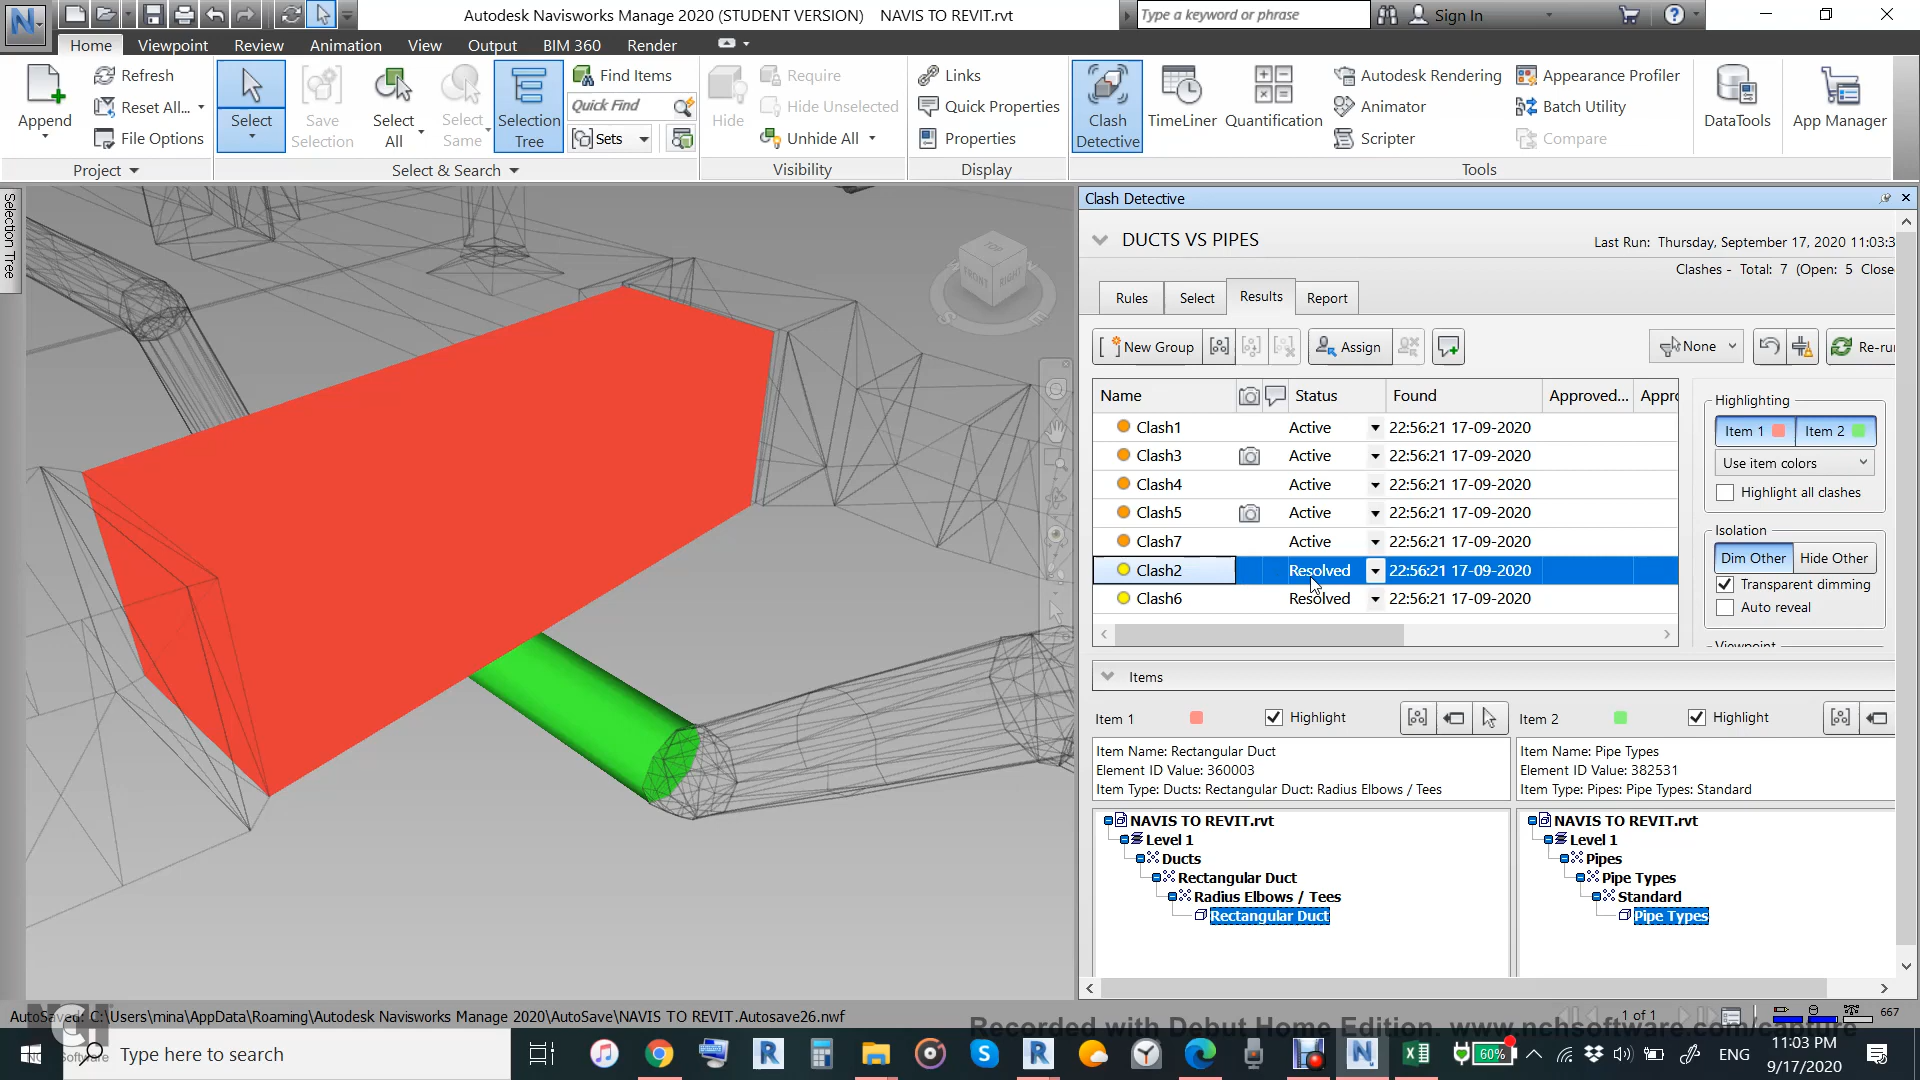 Autodesk Navisworks Manage 2020 (STUDENT VERSION) NAVIS TO REVIT.rvt
Type a keyword or phrase
Sign In
Home Viewpoint Review Animation View Output BIM 360 Render
Append
Refresh
Reset All...
File Options
Project
Select
Save Selection
Select All
Select Same
Selection Tree
Find Items
Quick Find
Sets
Select & Search
Hide
Require
Hide Unselected
Unhide All
Visibility
Links
Quick Properties
Properties
Display
Clash Detective
TimeLiner
Quantification
Autodesk Rendering
Animator
Scripter
Appearance Profiler
Batch Utility
Compare
DataTools
App Manager
Tools
Selection Tree
TOP
FRONT
RIGHT
S
E
Clash Detective
DUCTS VS PIPES
Last Run: Thursday, September 17, 2020 11:03:3
Clashes - Total: 7 (Open: 5 Close
Rules Select Results Report
New Group
Assign
None
Re-run
Name Status Found Approved... Appro
Clash1 Active 22:56:21 17-09-2020
Clash3 Active 22:56:21 17-09-2020
Clash4 Active 22:56:21 17-09-2020
Clash5 Active 22:56:21 17-09-2020
Clash7 Active 22:56:21 17-09-2020
Clash2 Resolved 22:56:21 17-09-2020
Clash6 Resolved 22:56:21 17-09-2020
Highlighting
Item 1 Item 2
Use item colors
Highlight all clashes
Isolation
Dim Other Hide Other
Transparent dimming
Auto reveal
Viewpoint
Items
Item 1 Highlight
Item Name: Rectangular Duct
Element ID Value: 360003
Item Type: Ducts: Rectangular Duct: Radius Elbows / Tees
NAVIS TO REVIT.rvt
Level 1
Ducts
Rectangular Duct
Radius Elbows / Tees
Rectangular Duct
Item 2 Highlight
Item Name: Pipe Types
Element ID Value: 382531
Item Type: Pipes: Pipe Types: Standard
NAVIS TO REVIT.rvt
Level 1
Pipes
Pipe Types
Standard
Pipe Types
AutoSaved: C:\Users\mina\AppData\Roaming\Autodesk Navisworks Manage 2020\AutoSave\NAVIS TO REVIT.Autosave26.nwf
1 of 1
667
NCH Software
Recorded with Debut Home Edition. www.nchsoftware.com/capture
Type here to search
60%
ENG
11:03 PM
9/17/2020